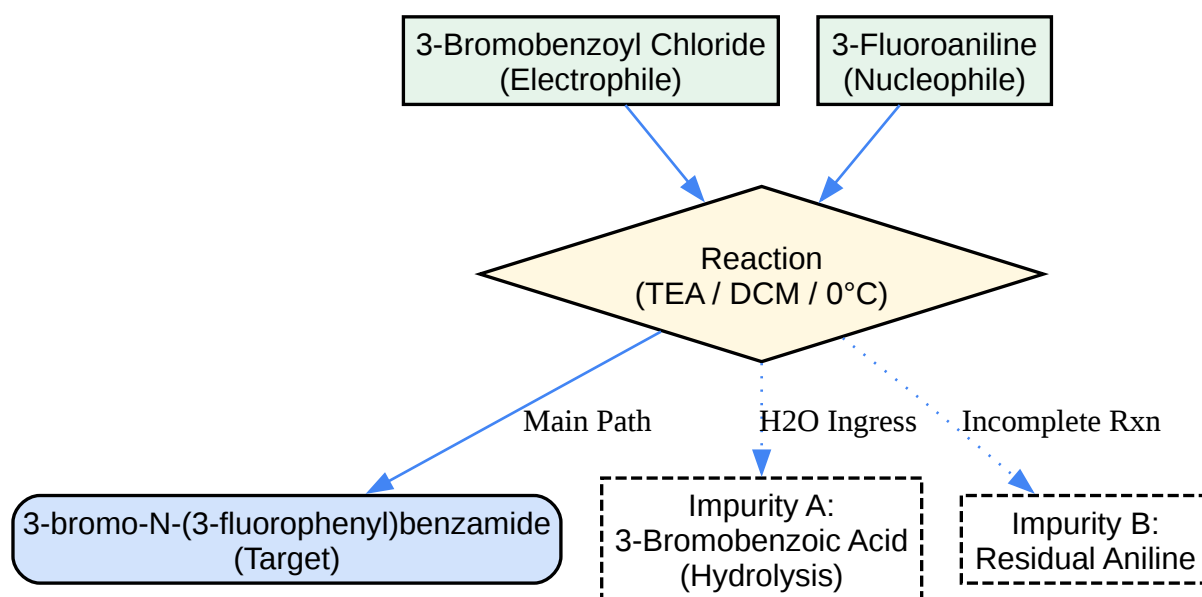 3-Bromobenzoyl Chloride
(Electrophile)
3-Fluoroaniline
(Nucleophile)
Reaction
(TEA / DCM / 0°C)
Main Path
H2O Ingress
Incomplete Rxn
3-bromo-N-(3-fluorophenyl)benzamide
(Target)
Impurity A:
3-Bromobenzoic Acid
(Hydrolysis)
Impurity B:
Residual Aniline